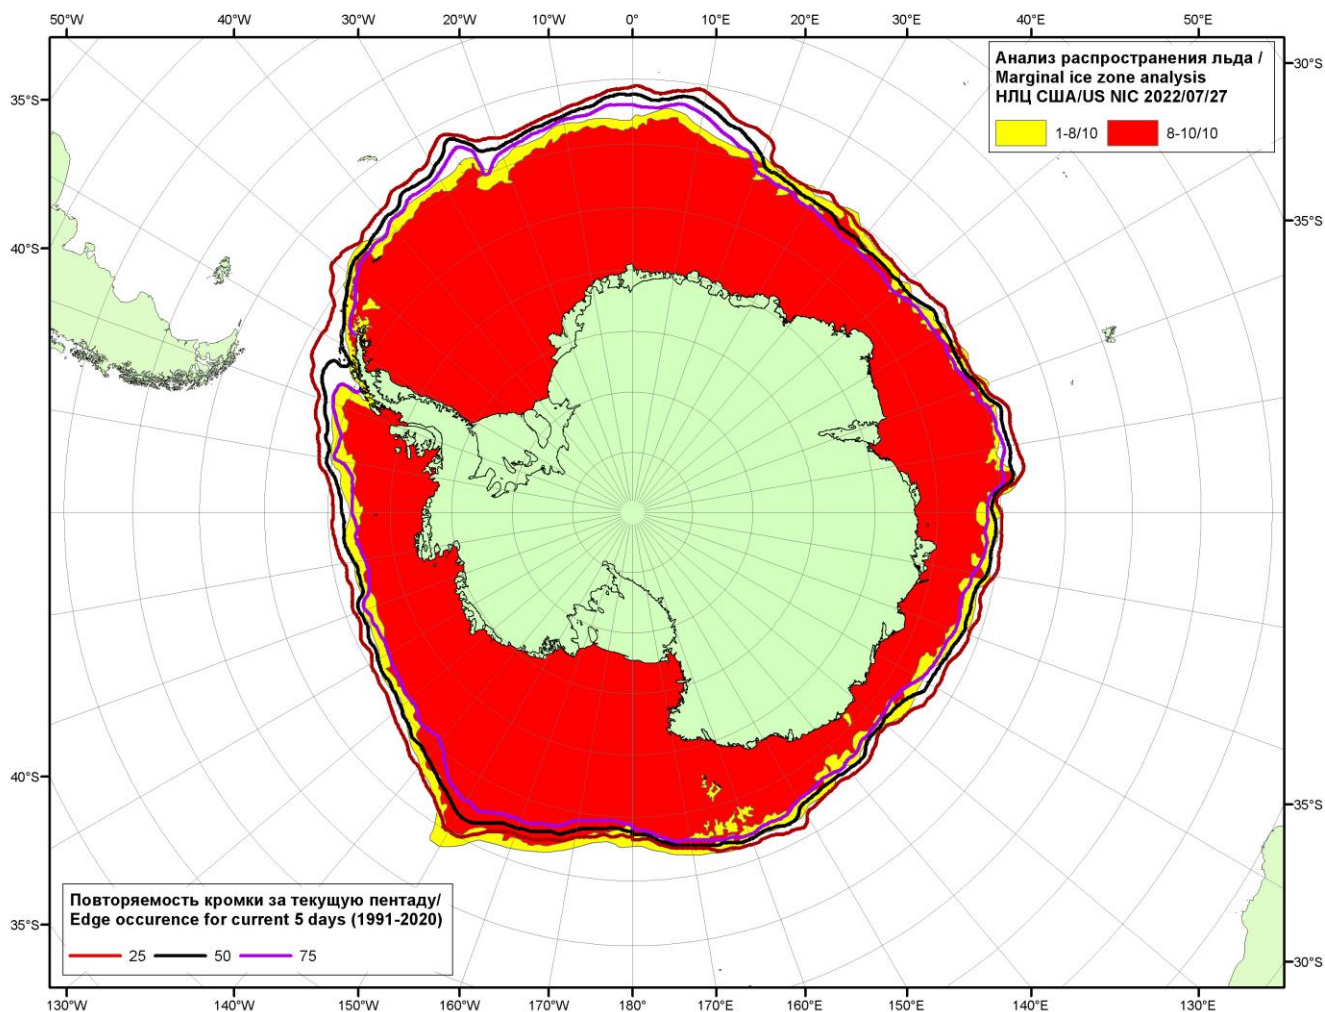 50°W 40°W 30°W 20°W 10°W 0° 10°E 20°E 30°E 40°E 50°E
Анализ распространения льда /
Marginal ice zone analysis
НЛЦ США/US NIC 2022/07/27
1-8/10 8-10/10
30°S
35°S
35°S
40°S
40°S
35°S
35°S
30°S
Повторяемость кромки за текущую пентаду/
Edge occurence for current 5 days (1991-2020)
25 50 75
130°W 140°W 150°W 160°W 170°W 180° 170°E 160°E 150°E 140°E 130°E